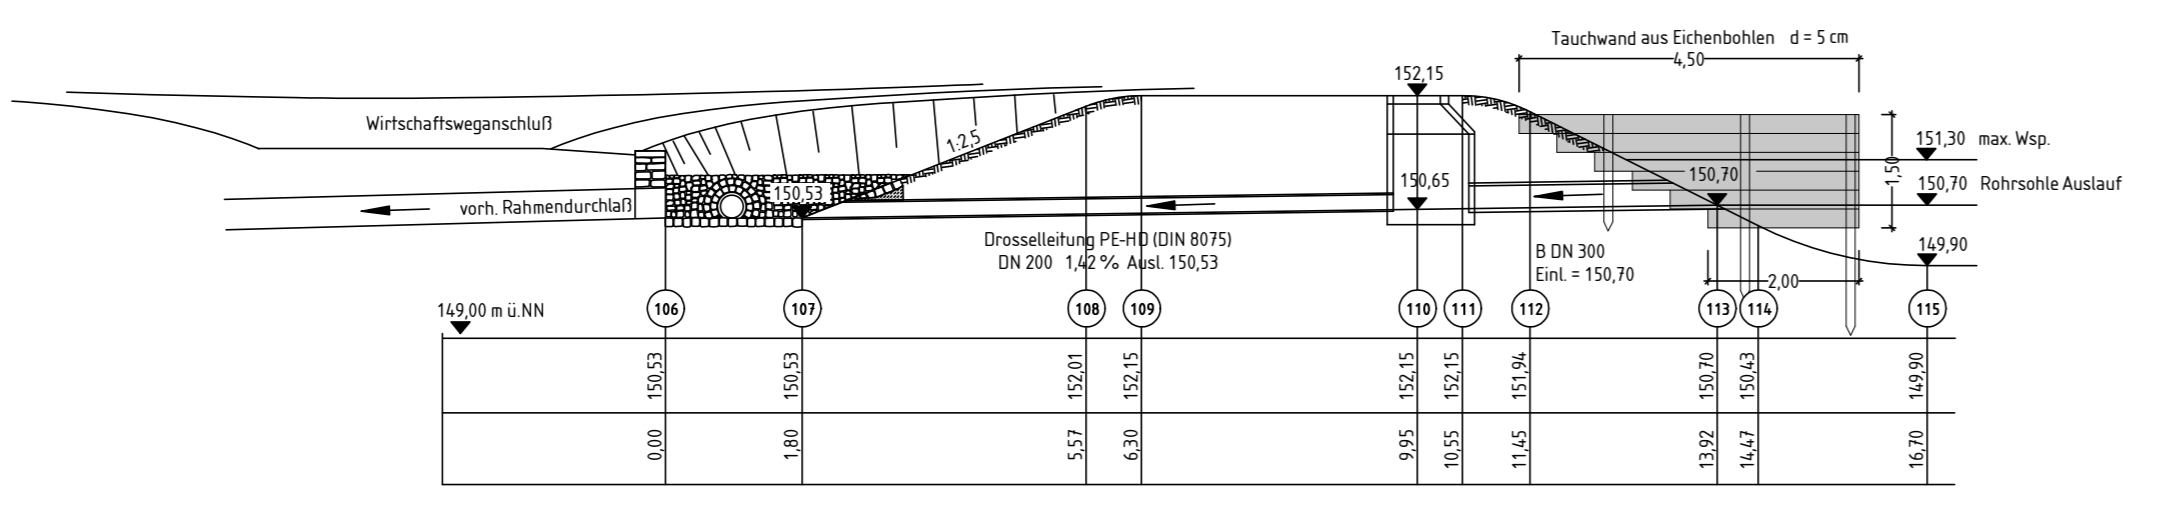 Tauchwand aus Eichenbohlen d = 5 cm
4,50
152,15
Wirtschaftsweganschluß
1:2,5
151,30 max. Wsp.
1,50
150,53
150,65
150,70
150,70 Rohrsohle Auslauf
vorh. Rahmendurchlaß
Drosselleitung PE-HD (DIN 8075)
DN 200 1,42 % Ausl. 150,53
B DN 300
Einl. = 150,70
149,90
2,00
149,00 m ü.NN
106 107 108 109 110 111 112 113 114 115
150,53 150,53 152,01 152,15 152,15 152,15 151,94 150,70 150,43 149,90
0,00 1,80 5,57 6,30 9,95 10,55 11,45 13,92 14,47 16,70